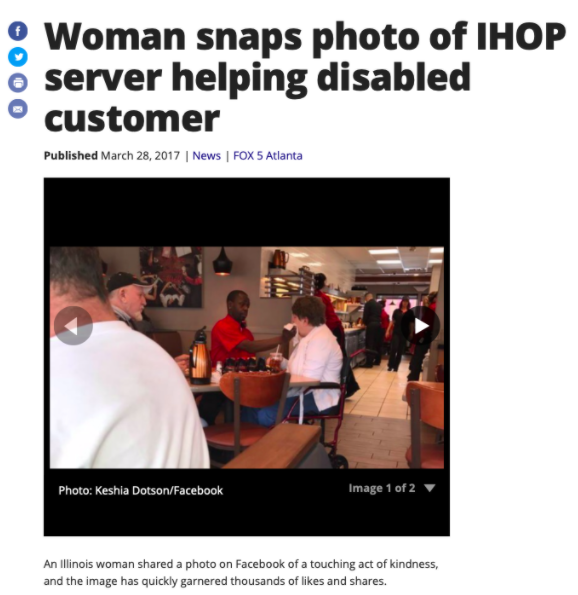 Woman snaps photo of IHOP
server helping disabled
customer
Published March 28, 2017 | News | FOX 5 Atlanta
Photo: Keshia Dotson/Facebook
Image 1 of 2
An Illinois woman shared a photo on Facebook of a touching act of kindness,
and the image has quickly garnered thousands of likes and shares.